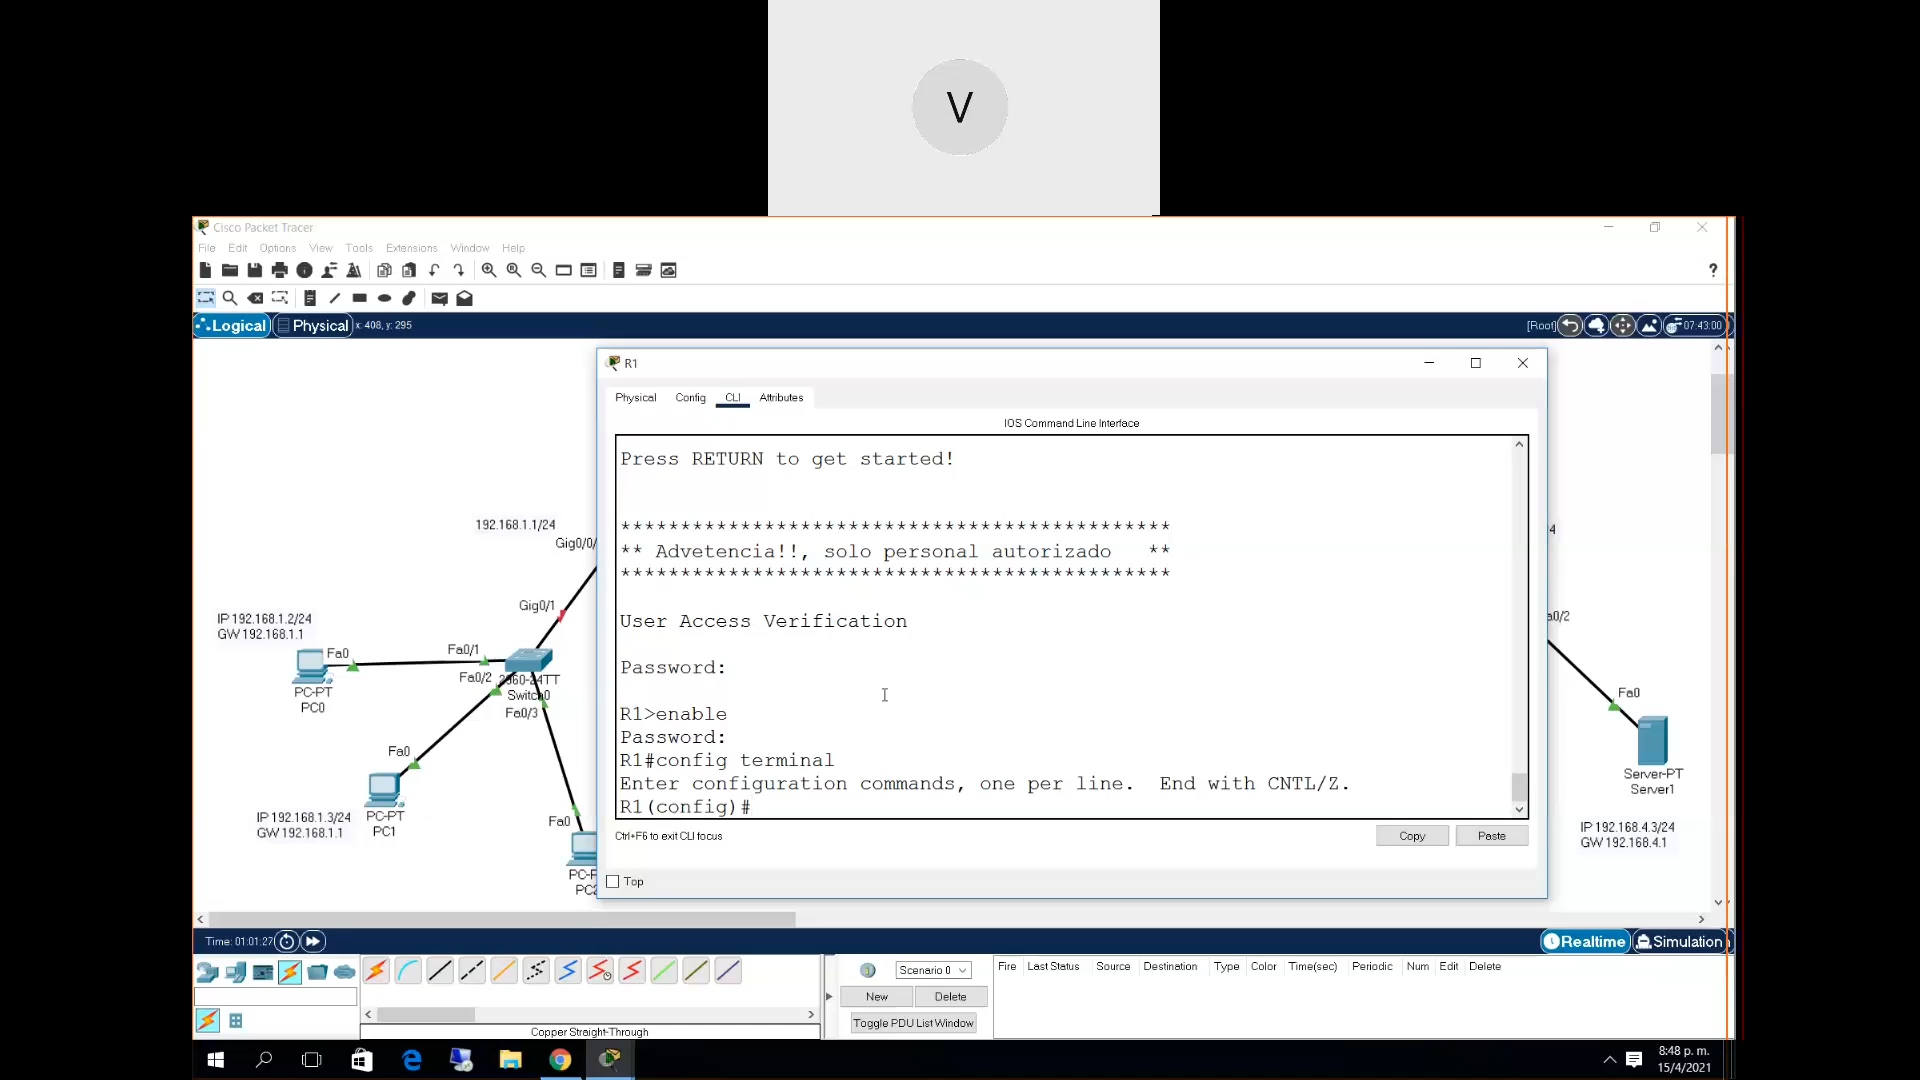 V
Cisco Packet Tracer
File Edit Options View Tools Extensions Window Help
?
Logical Physical x: 408, y: 295
[Root] 07:43:00
R1
Physical Config CLI Attributes
IOS Command Line Interface
Press RETURN to get started!
***********************************************
** Advetencia!!, solo personal autorizado **
***********************************************
User Access Verification
Password:
R1>enable
Password:
R1#config terminal
Enter configuration commands, one per line. End with CNTL/Z.
R1(config)#
Ctrl+F6 to exit CLI focus
Copy Paste
Top
192.168.1.1/24
Gig0/0/
Gig0/1
IP 192.168.1.2/24
GW 192.168.1.1
Fa0
Fa0/1
Fa0/2
2960-24TT
Switch0
Fa0/3
PC-PT
PC0
Fa0
IP 192.168.1.3/24
GW 192.168.1.1
PC-PT
PC1
Fa0
4
a0/2
Fa0
Server-PT
Server1
IP 192.168.4.3/24
GW 192.168.4.1
Time: 01:01:27
Realtime Simulation
Scenario 0
New Delete
Toggle PDU List Window
Fire Last Status Source Destination Type Color Time(sec) Periodic Num Edit Delete
Copper Straight-Through
8:48 p. m.
15/4/2021